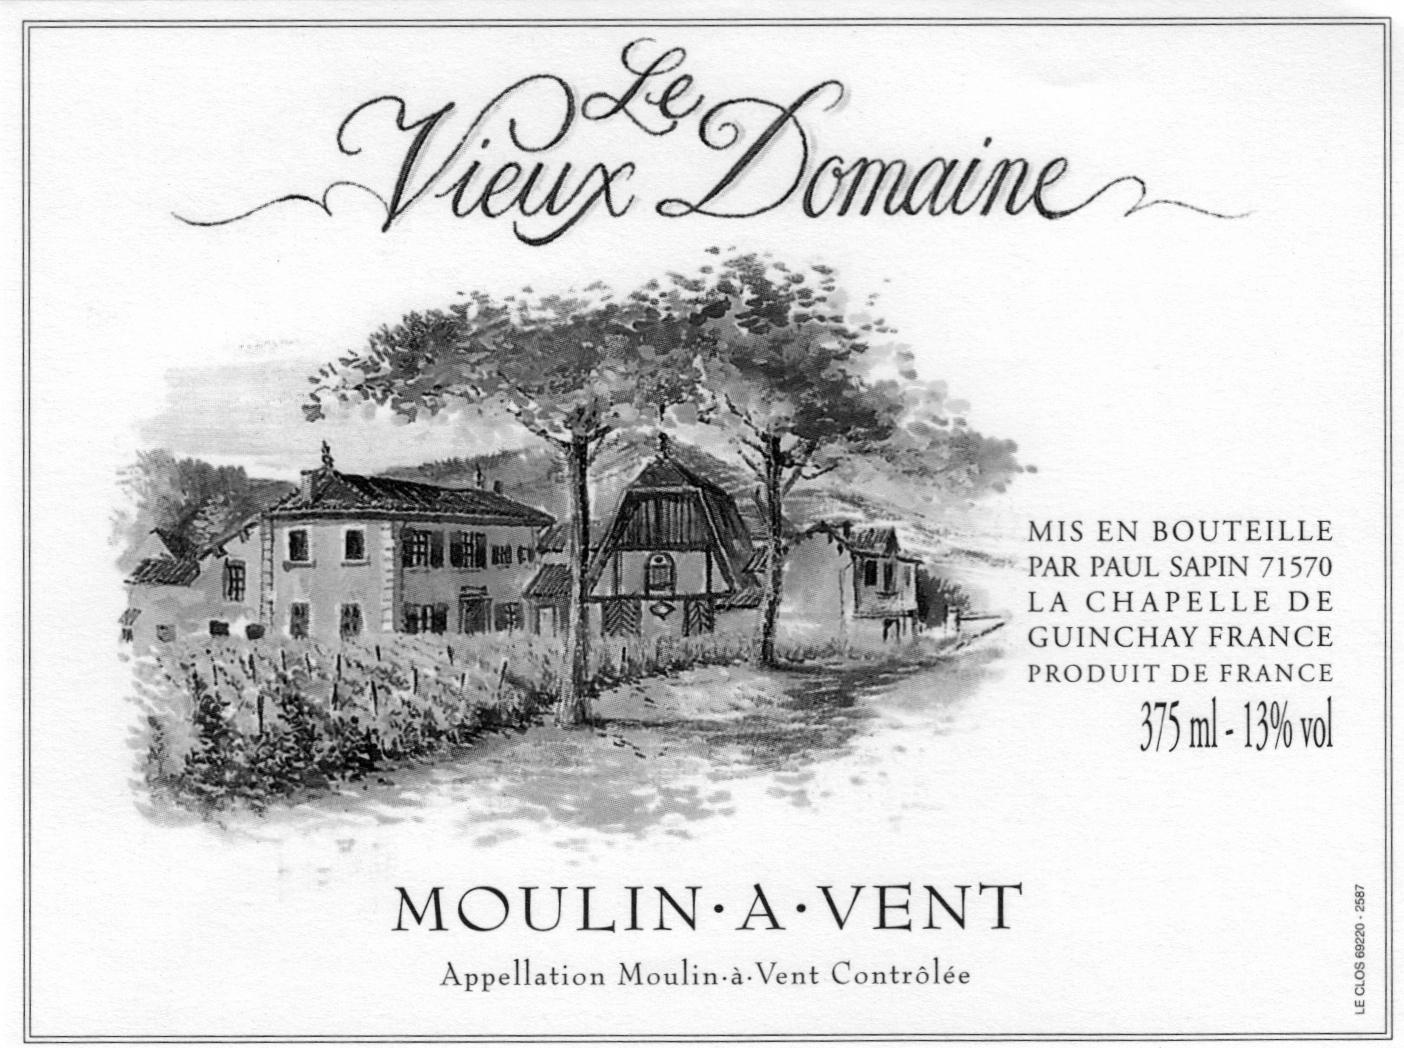 Le
Vieux Domaine
MIS EN BOUTEILLE
PAR PAUL SAPIN 71570
LA CHAPELLE DE
GUINCHAY FRANCE
PRODUIT DE FRANCE
375 ml - 13% vol
MOULIN·A·VENT
Appellation Moulin·à·Vent Contrôlée
LE CLOS 69220 - 2587